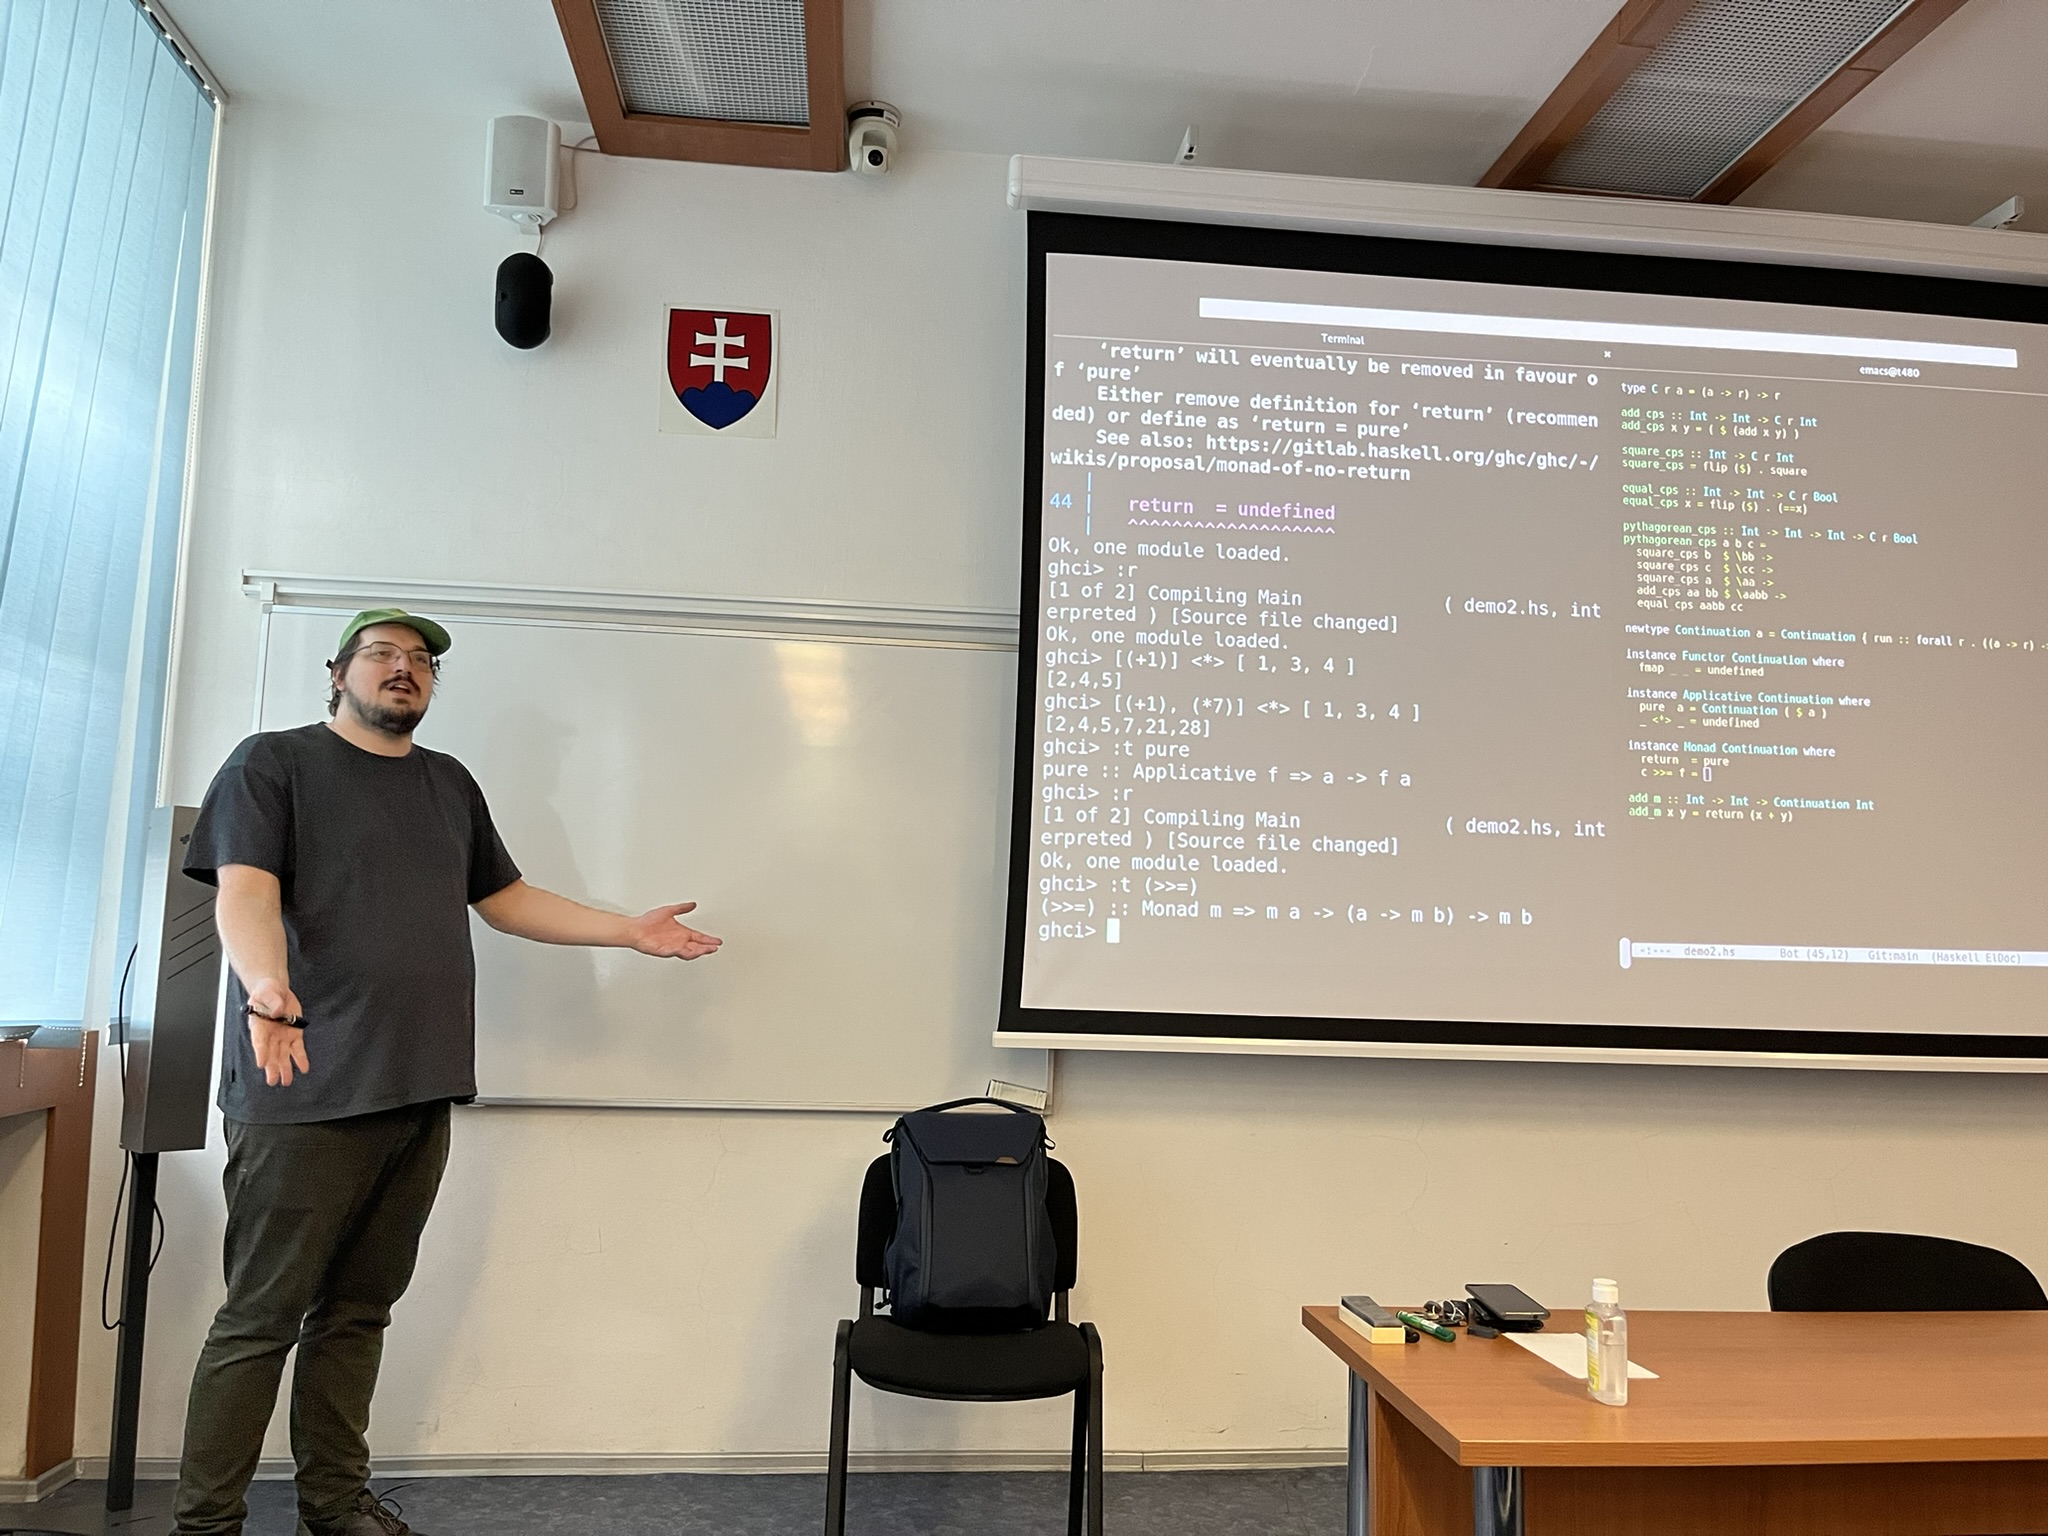 Terminal
‘return’ will eventually be removed in favour o
f ‘pure’
Either remove definition for ‘return’ (recommen
ded) or define as ‘return = pure’
See also: https://gitlab.haskell.org/ghc/ghc/-/
wikis/proposal/monad-of-no-return
|
44 |   return  = undefined
|   ^^^^^^^^^^^^^^^^^^^
Ok, one module loaded.
ghci> :r
[1 of 2] Compiling Main             ( demo2.hs, int
erpreted ) [Source file changed]
Ok, one module loaded.
ghci> [(+1)] <*> [ 1, 3, 4 ]
[2,4,5]
ghci> [(+1), (*7)] <*> [ 1, 3, 4 ]
[2,4,5,7,21,28]
ghci> :t pure
pure :: Applicative f => a -> f a
ghci> :r
[1 of 2] Compiling Main             ( demo2.hs, int
erpreted ) [Source file changed]
Ok, one module loaded.
ghci> :t (>>=)
(>>=) :: Monad m => m a -> (a -> m b) -> m b
ghci>
emacs@t480
type C r a = (a -> r) -> r
add_cps :: Int -> Int -> C r Int
add_cps x y = ( $ (add x y) )
square_cps :: Int -> C r Int
square_cps = flip ($) . square
equal_cps :: Int -> Int -> C r Bool
equal_cps x = flip ($) . (==x)
pythagorean_cps :: Int -> Int -> Int -> C r Bool
pythagorean_cps a b c =
square_cps b  $ \bb ->
square_cps c  $ \cc ->
square_cps a  $ \aa ->
add_cps aa bb $ \aabb ->
equal_cps aabb cc
newtype Continuation a = Continuation { run :: forall r . ((a -> r) -
instance Functor Continuation where
fmap _ _ = undefined
instance Applicative Continuation where
pure  a = Continuation ( $ a )
_ <*> _ = undefined
instance Monad Continuation where
return  = pure
c >>= f =
add_m :: Int -> Int -> Continuation Int
add_m x y = return (x + y)
-:---  demo2.hs      Bot (45,12)   Git:main  (Haskell ElDoc)